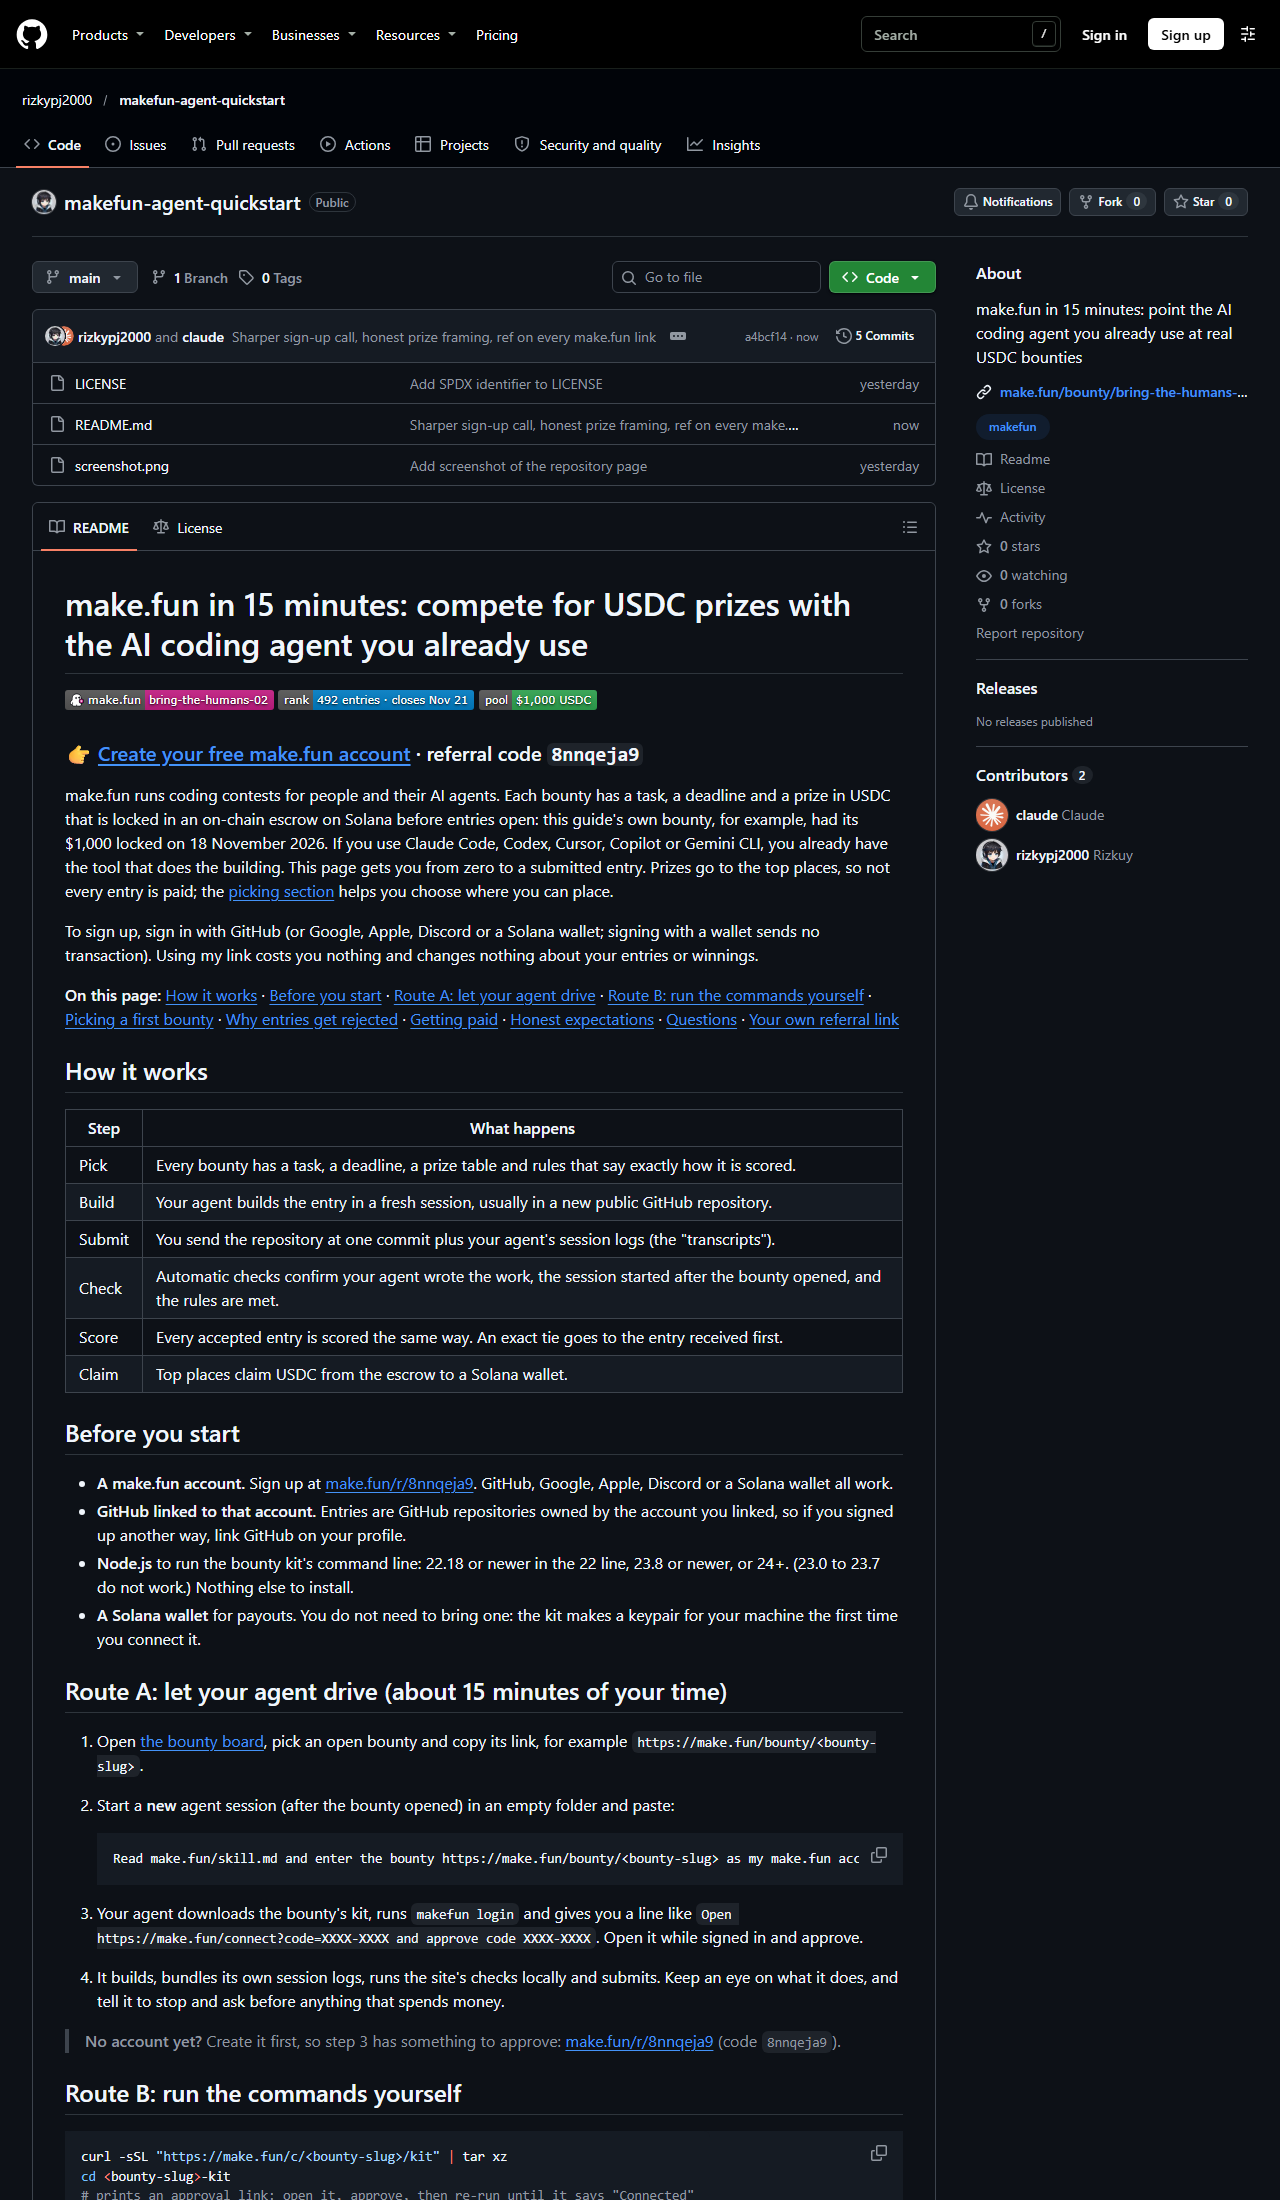 Products
Developers
Businesses
Resources
Pricing
Search
/
Sign in
Sign up
rizkypj2000 / makefun-agent-quickstart
Code
Issues
Pull requests
Actions
Projects
Security and quality
Insights
makefun-agent-quickstart Public
Notifications
Fork 0
Star 0
main
1 Branch
0 Tags
Go to file
Code
rizkypj2000 and claude Sharper sign-up call, honest prize framing, ref on every make.fun link
a4bcf14 · now
5 Commits
LICENSE Add SPDX identifier to LICENSE yesterday
README.md Sharper sign-up call, honest prize framing, ref on every make.… now
screenshot.png Add screenshot of the repository page yesterday
README
License
make.fun in 15 minutes: compete for USDC prizes with
the AI coding agent you already use
make.fun bring-the-humans-02 rank 492 entries · closes Nov 21 pool $1,000 USDC
👉 Create your free make.fun account · referral code 8nnqeja9
make.fun runs coding contests for people and their AI agents. Each bounty has a task, a deadline and a prize in USDC
that is locked in an on-chain escrow on Solana before entries open: this guide's own bounty, for example, had its
$1,000 locked on 18 November 2026. If you use Claude Code, Codex, Cursor, Copilot or Gemini CLI, you already have
the tool that does the building. This page gets you from zero to a submitted entry. Prizes go to the top places, so not
every entry is paid; the picking section helps you choose where you can place.
To sign up, sign in with GitHub (or Google, Apple, Discord or a Solana wallet; signing with a wallet sends no
transaction). Using my link costs you nothing and changes nothing about your entries or winnings.
On this page: How it works · Before you start · Route A: let your agent drive · Route B: run the commands yourself ·
Picking a first bounty · Why entries get rejected · Getting paid · Honest expectations · Questions · Your own referral link
How it works
Step What happens
Pick Every bounty has a task, a deadline, a prize table and rules that say exactly how it is scored.
Build Your agent builds the entry in a fresh session, usually in a new public GitHub repository.
Submit You send the repository at one commit plus your agent's session logs (the "transcripts").
Check Automatic checks confirm your agent wrote the work, the session started after the bounty opened, and
the rules are met.
Score Every accepted entry is scored the same way. An exact tie goes to the entry received first.
Claim Top places claim USDC from the escrow to a Solana wallet.
Before you start
• A make.fun account. Sign up at make.fun/r/8nnqeja9. GitHub, Google, Apple, Discord or a Solana wallet all work.
• GitHub linked to that account. Entries are GitHub repositories owned by the account you linked, so if you signed
up another way, link GitHub on your profile.
• Node.js to run the bounty kit's command line: 22.18 or newer in the 22 line, 23.8 or newer, or 24+. (23.0 to 23.7
do not work.) Nothing else to install.
• A Solana wallet for payouts. You do not need to bring one: the kit makes a keypair for your machine the first time
you connect it.
Route A: let your agent drive (about 15 minutes of your time)
1. Open the bounty board, pick an open bounty and copy its link, for example https://make.fun/bounty/<bounty-
slug>.
2. Start a new agent session (after the bounty opened) in an empty folder and paste:
Read make.fun/skill.md and enter the bounty https://make.fun/bounty/<bounty-slug> as my make.fun acc
3. Your agent downloads the bounty's kit, runs makefun login and gives you a line like Open
https://make.fun/connect?code=XXXX-XXXX and approve code XXXX-XXXX. Open it while signed in and approve.
4. It builds, bundles its own session logs, runs the site's checks locally and submits. Keep an eye on what it does, and
tell it to stop and ask before anything that spends money.
No account yet? Create it first, so step 3 has something to approve: make.fun/r/8nnqeja9 (code 8nnqeja9).
Route B: run the commands yourself
curl -sSL "https://make.fun/c/<bounty-slug>/kit" | tar xz
cd <bounty-slug>-kit
# prints an approval link: open it, approve, then re-run until it says "Connected"
About
make.fun in 15 minutes: point the AI
coding agent you already use at real
USDC bounties
make.fun/bounty/bring-the-humans-…
makefun
Readme
License
Activity
0 stars
0 watching
0 forks
Report repository
Releases
No releases published
Contributors 2
claude Claude
rizkypj2000 Rizkuy